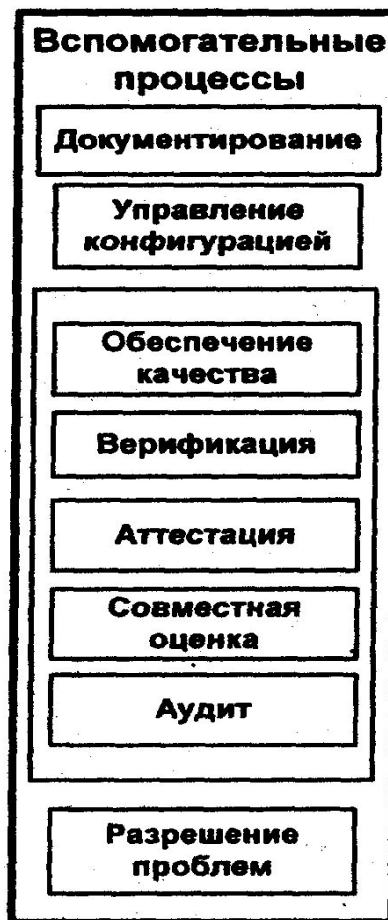 Вспомогательные
процессы
Документирование
Управление
конфигурацией
Обеспечение
качества
Верификация
Аттестация
Совместная
оценка
Аудит
Разрешение
проблем